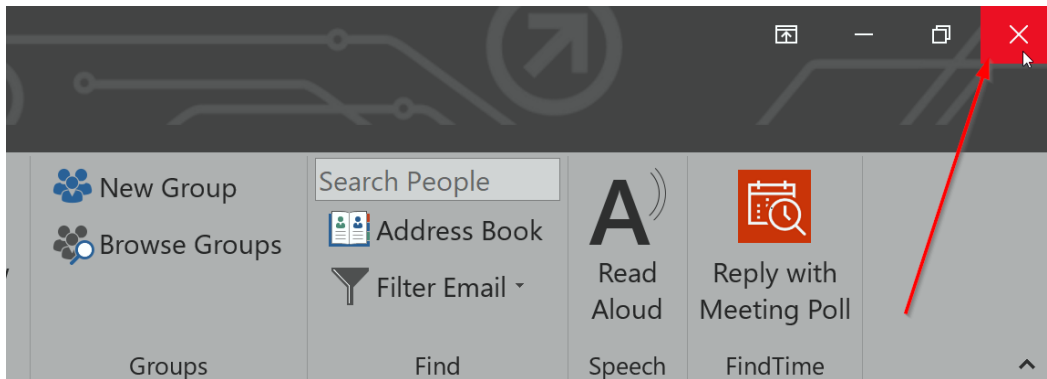 New Group
Browse Groups
Groups
Search People
Address Book
Filter Email
Find
A
Read
Aloud
Speech
Reply with
Meeting Poll
FindTime